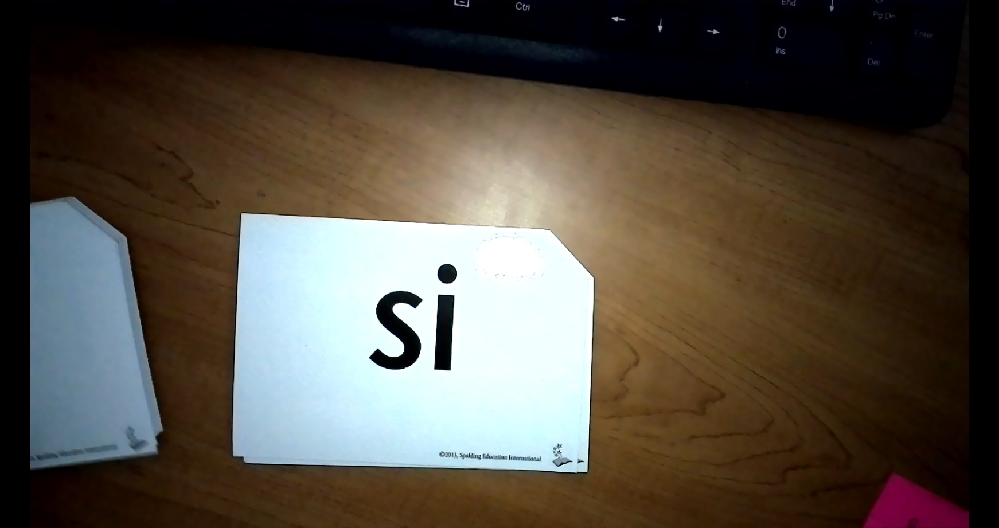 Ctrl
End
Pg Dn
0
Ins
Enter
Del
si
©2013, Spalding Education International